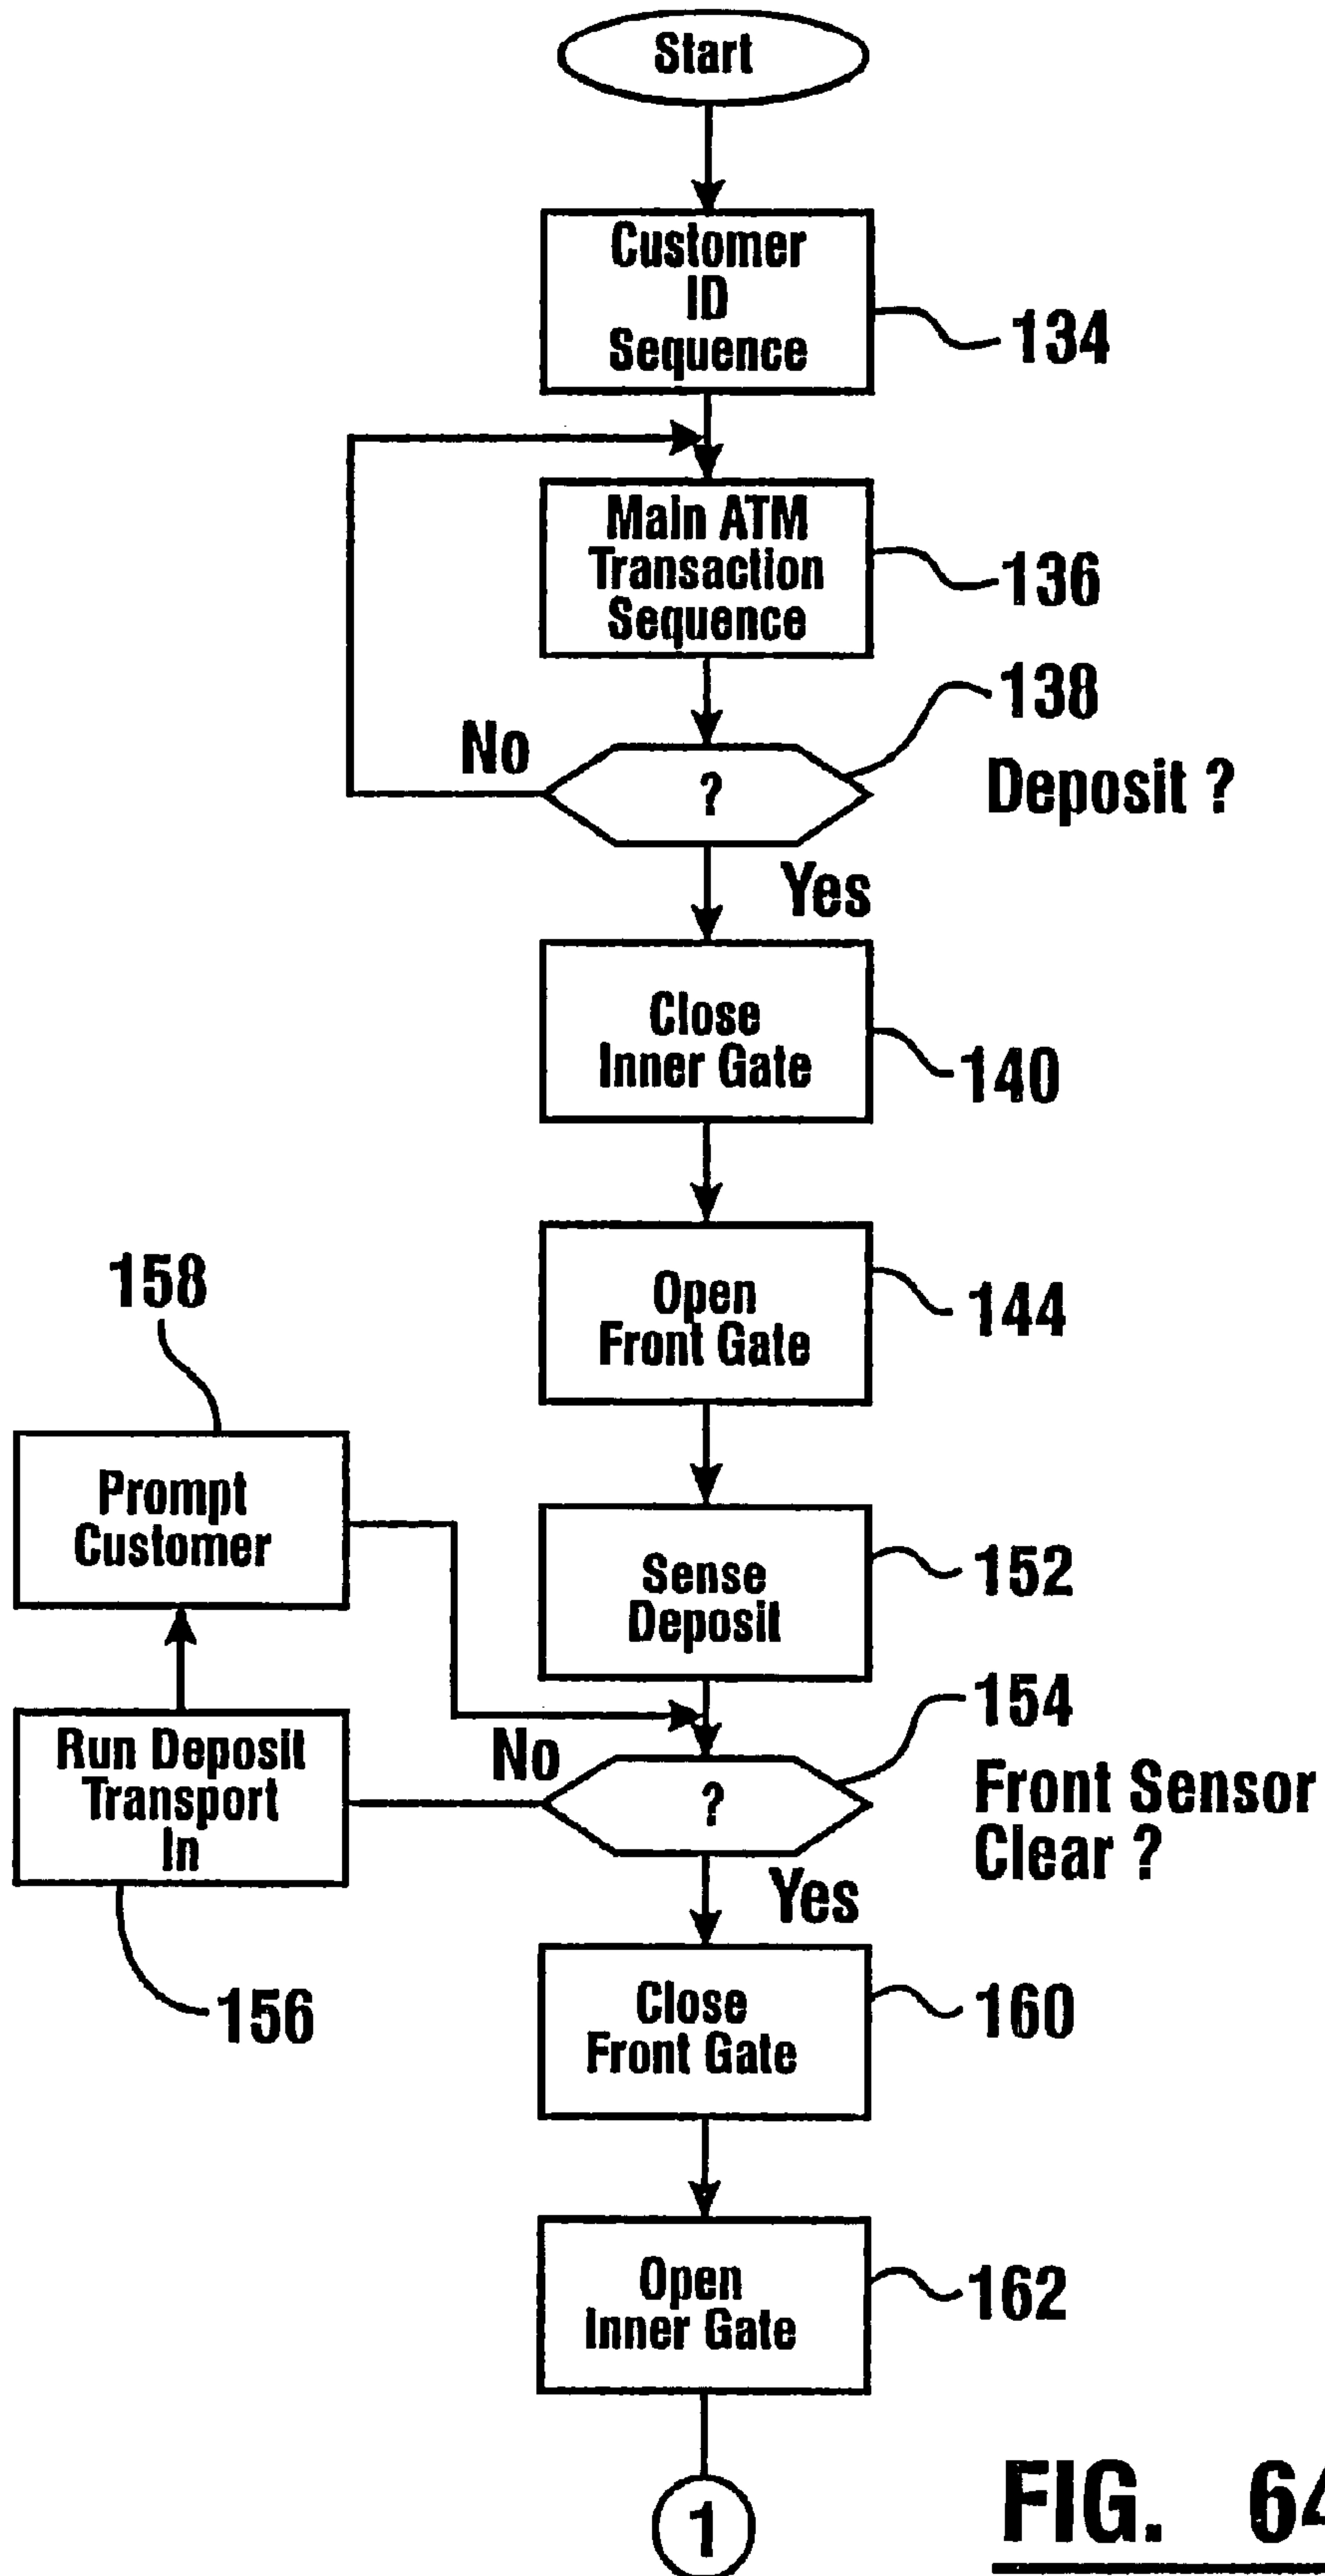 Start
Customer
ID
Sequence
134
Main ATM
Transaction
Sequence
136
138
No
?
Deposit ?
Yes
Close
Inner Gate
140
Open
Front Gate
144
158
Prompt
Customer
Sense
Deposit
152
154
Run Deposit
Transport
In
No
?
Front Sensor
Clear ?
Yes
156
Close
Front Gate
160
Open
Inner Gate
162
1
FIG. 64